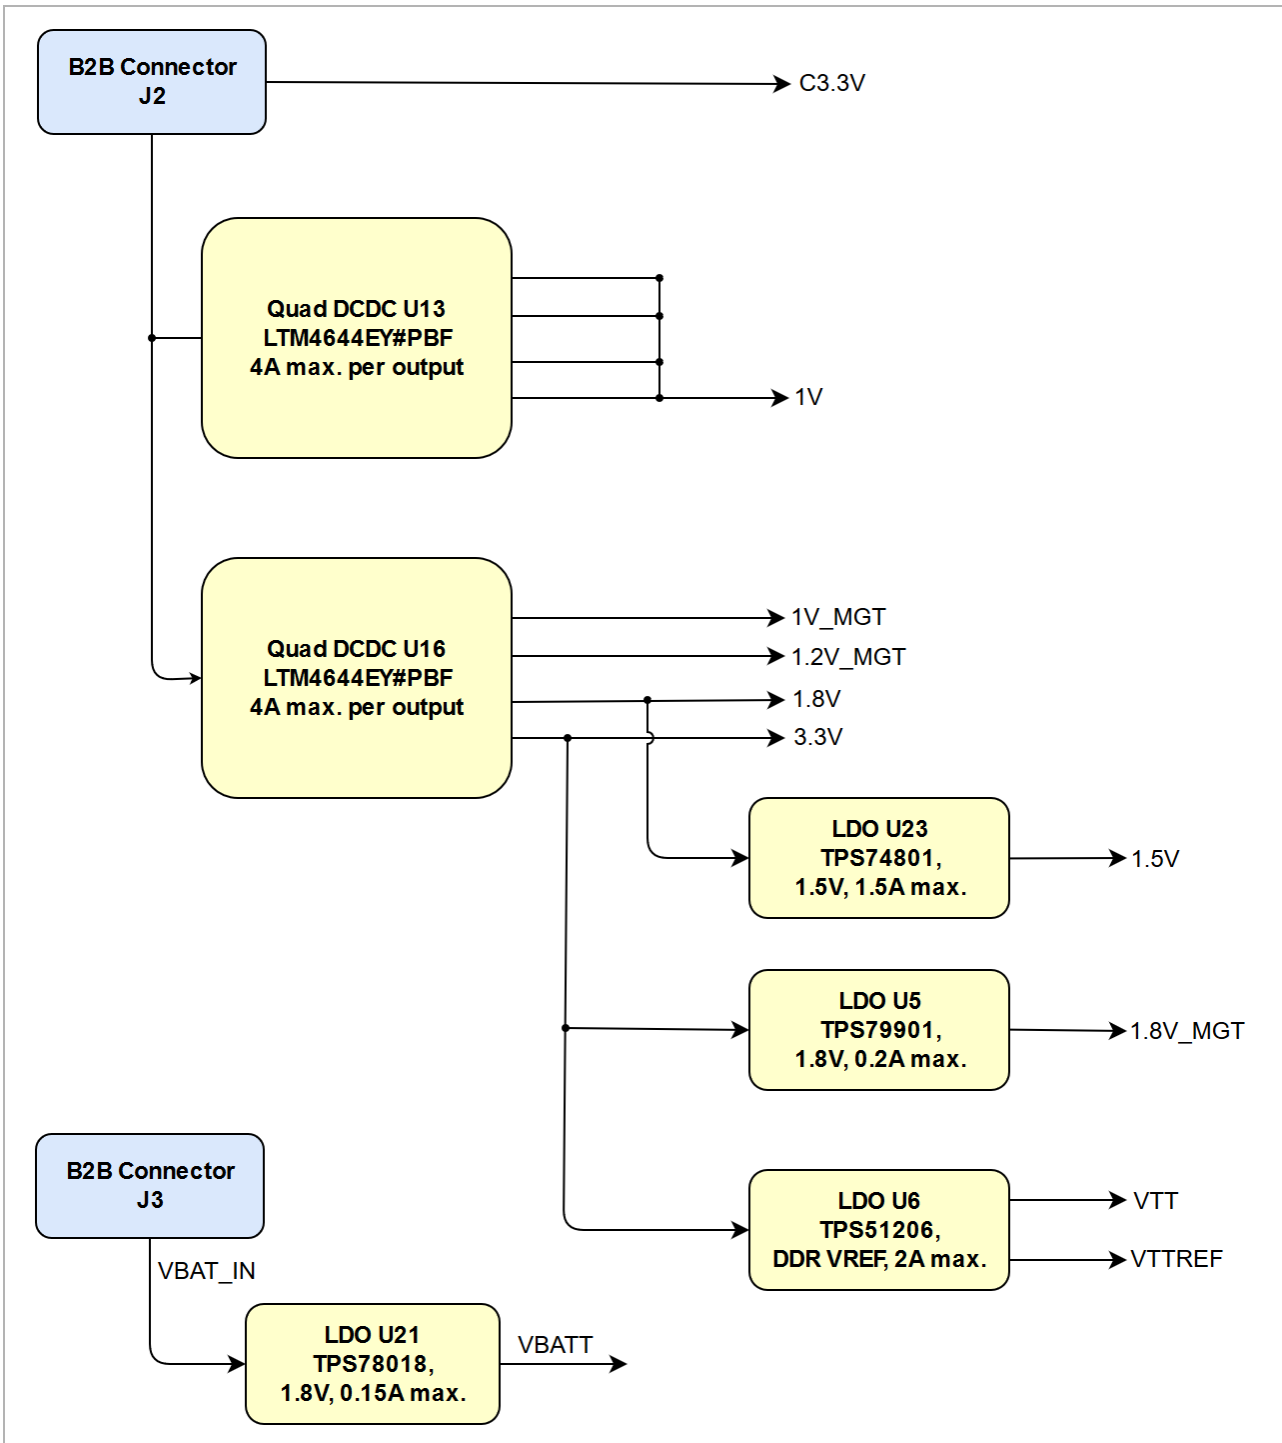 B2B Connector
J2
C3.3V
Quad DCDC U13
LTM4644EY#PBF
4A max. per output
1V
Quad DCDC U16
LTM4644EY#PBF
4A max. per output
1V_MGT
1.2V_MGT
1.8V
3.3V
LDO U23
TPS74801,
1.5V, 1.5A max.
1.5V
LDO U5
TPS79901,
1.8V, 0.2A max.
1.8V_MGT
B2B Connector
J3
VBAT_IN
LDO U6
TPS51206,
DDR VREF, 2A max.
VTT
VTTREF
LDO U21
TPS78018,
1.8V, 0.15A max.
VBATT